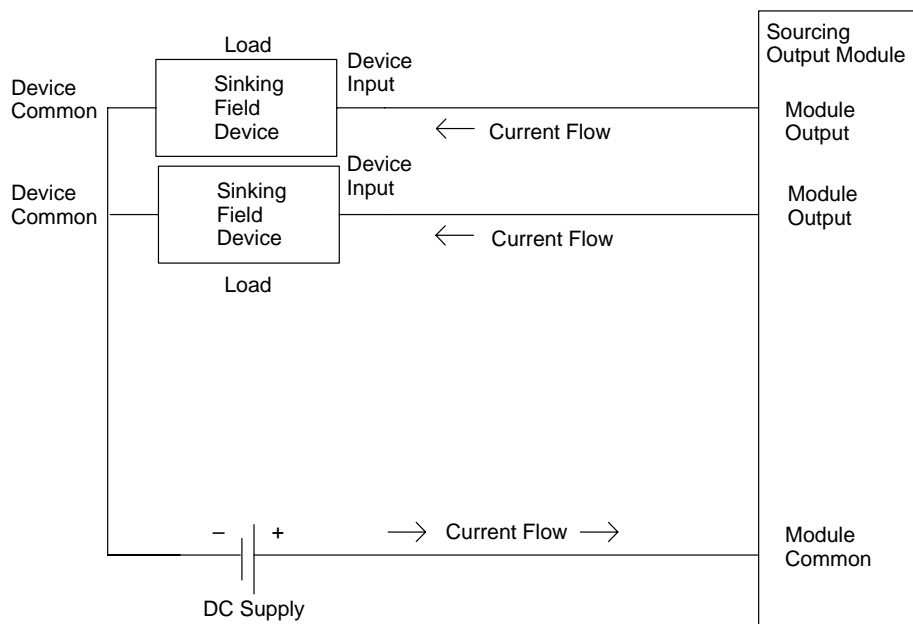 Sourcing
Output Module
Load
Device
Input
Device
Common
Sinking
Field
Device
Module
Output
Current Flow
Device
Input
Device
Common
Sinking
Field
Device
Module
Output
Current Flow
Load
– +
Current Flow
Module
Common
DC Supply